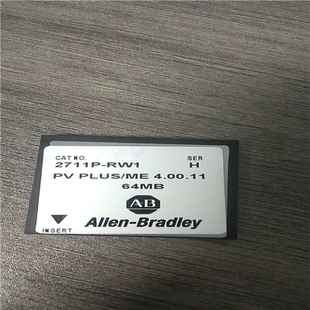 CAT NO. SER
2711P-RW1 H
PV PLUS/ME 4.00.11
64MB
AB
Allen-Bradley
INSERT